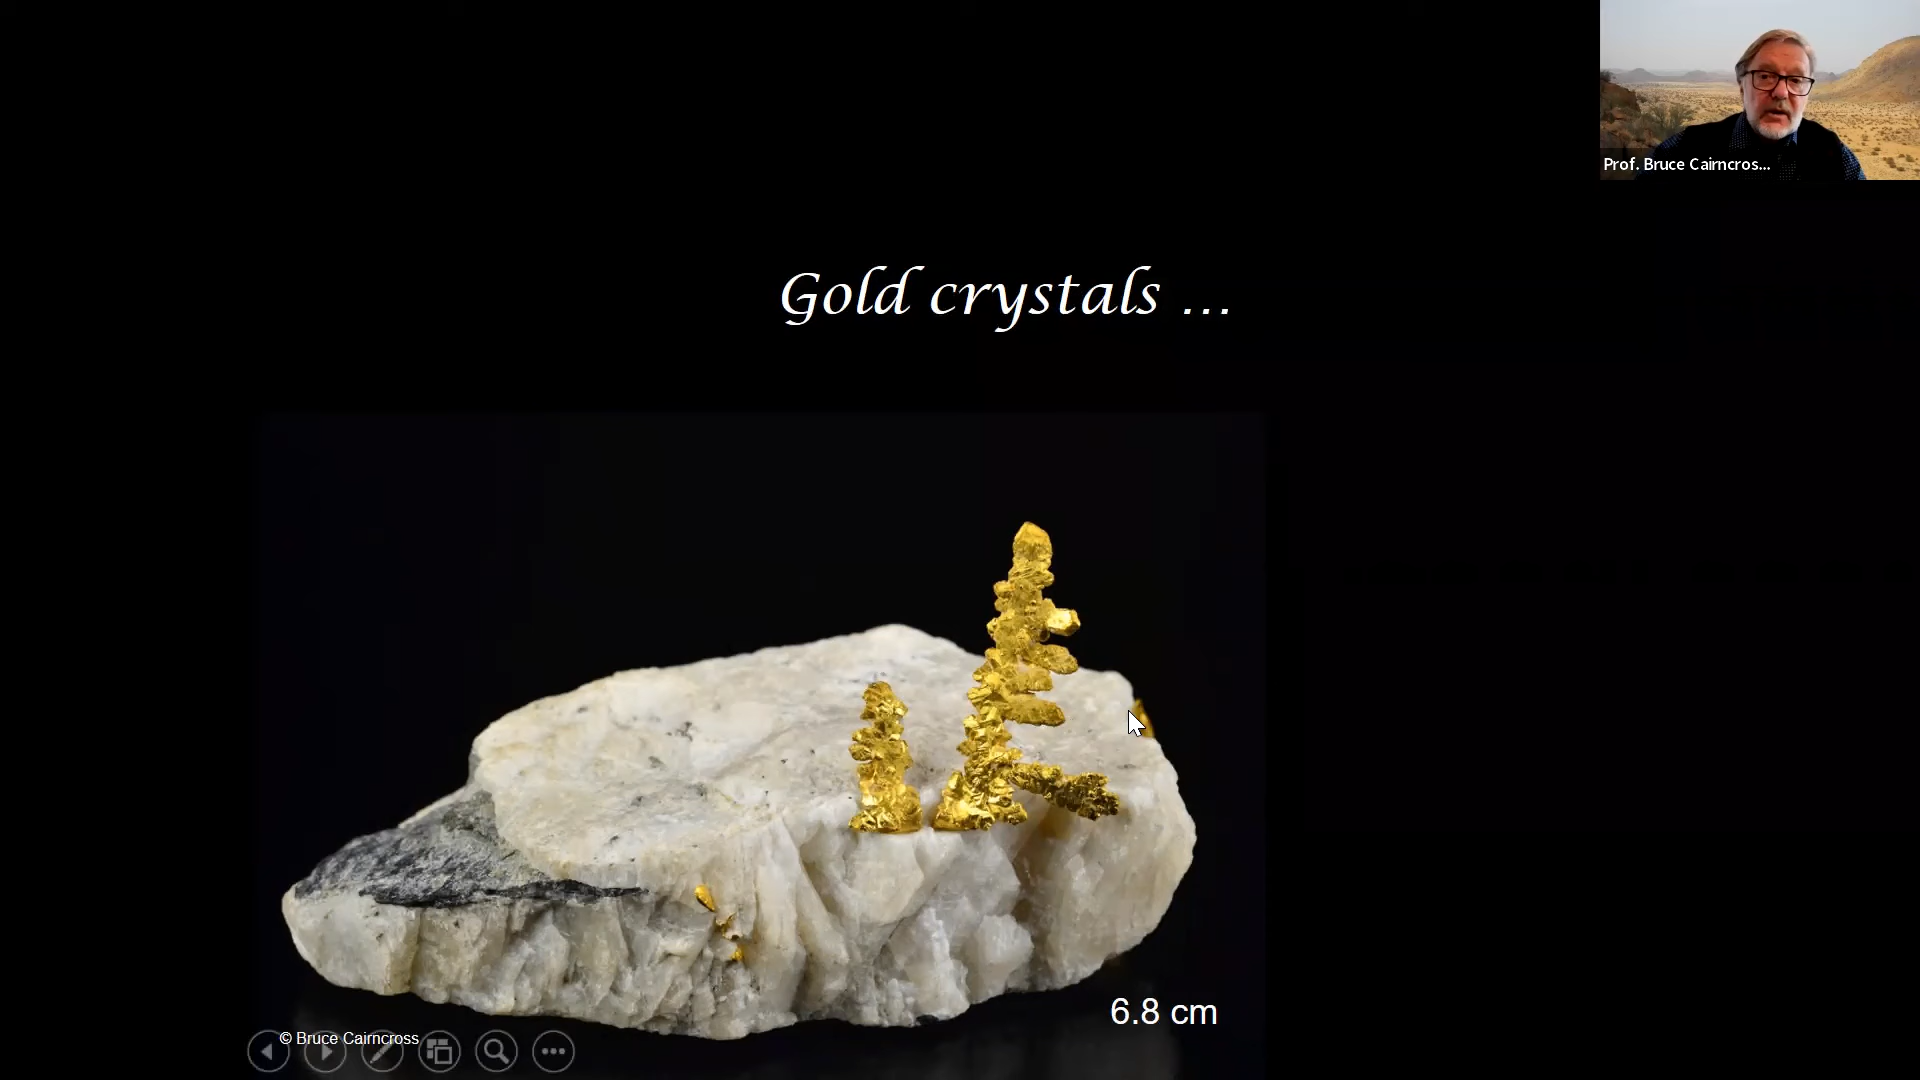 Prof. Bruce Cairncros...
Gold crystals ...
6.8 cm
© Bruce Cairncross